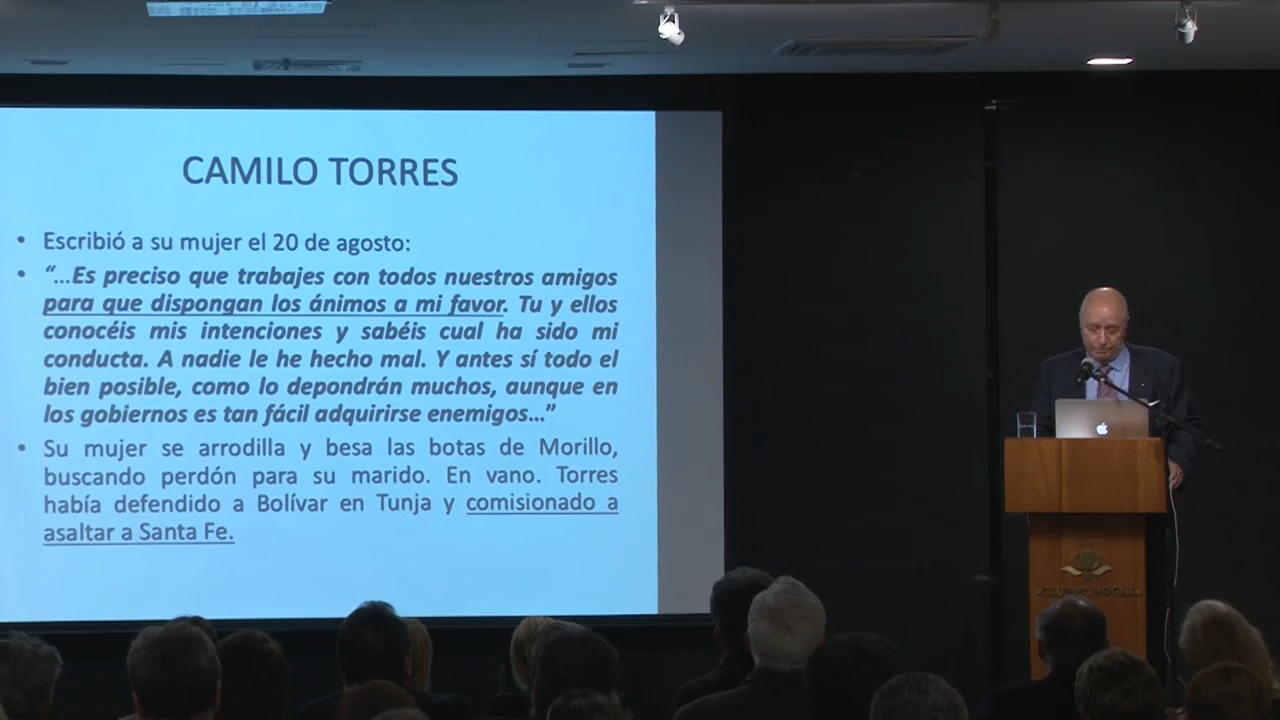 CAMILO TORRES
• Escribió a su mujer el 20 de agosto:
• “…Es preciso que trabajes con todos nuestros amigos
para que dispongan los ánimos a mi favor. Tu y ellos
conocéis mis intenciones y sabéis cual ha sido mi
conducta. A nadie le he hecho mal. Y antes sí todo el
bien posible, como lo depondrán muchos, aunque en
los gobiernos es tan fácil adquirirse enemigos…”
• Su mujer se arrodilla y besa las botas de Morillo,
buscando perdón para su marido. En vano. Torres
había defendido a Bolívar en Tunja y comisionado a
asaltar a Santa Fe.
CLUB EL NOGAL